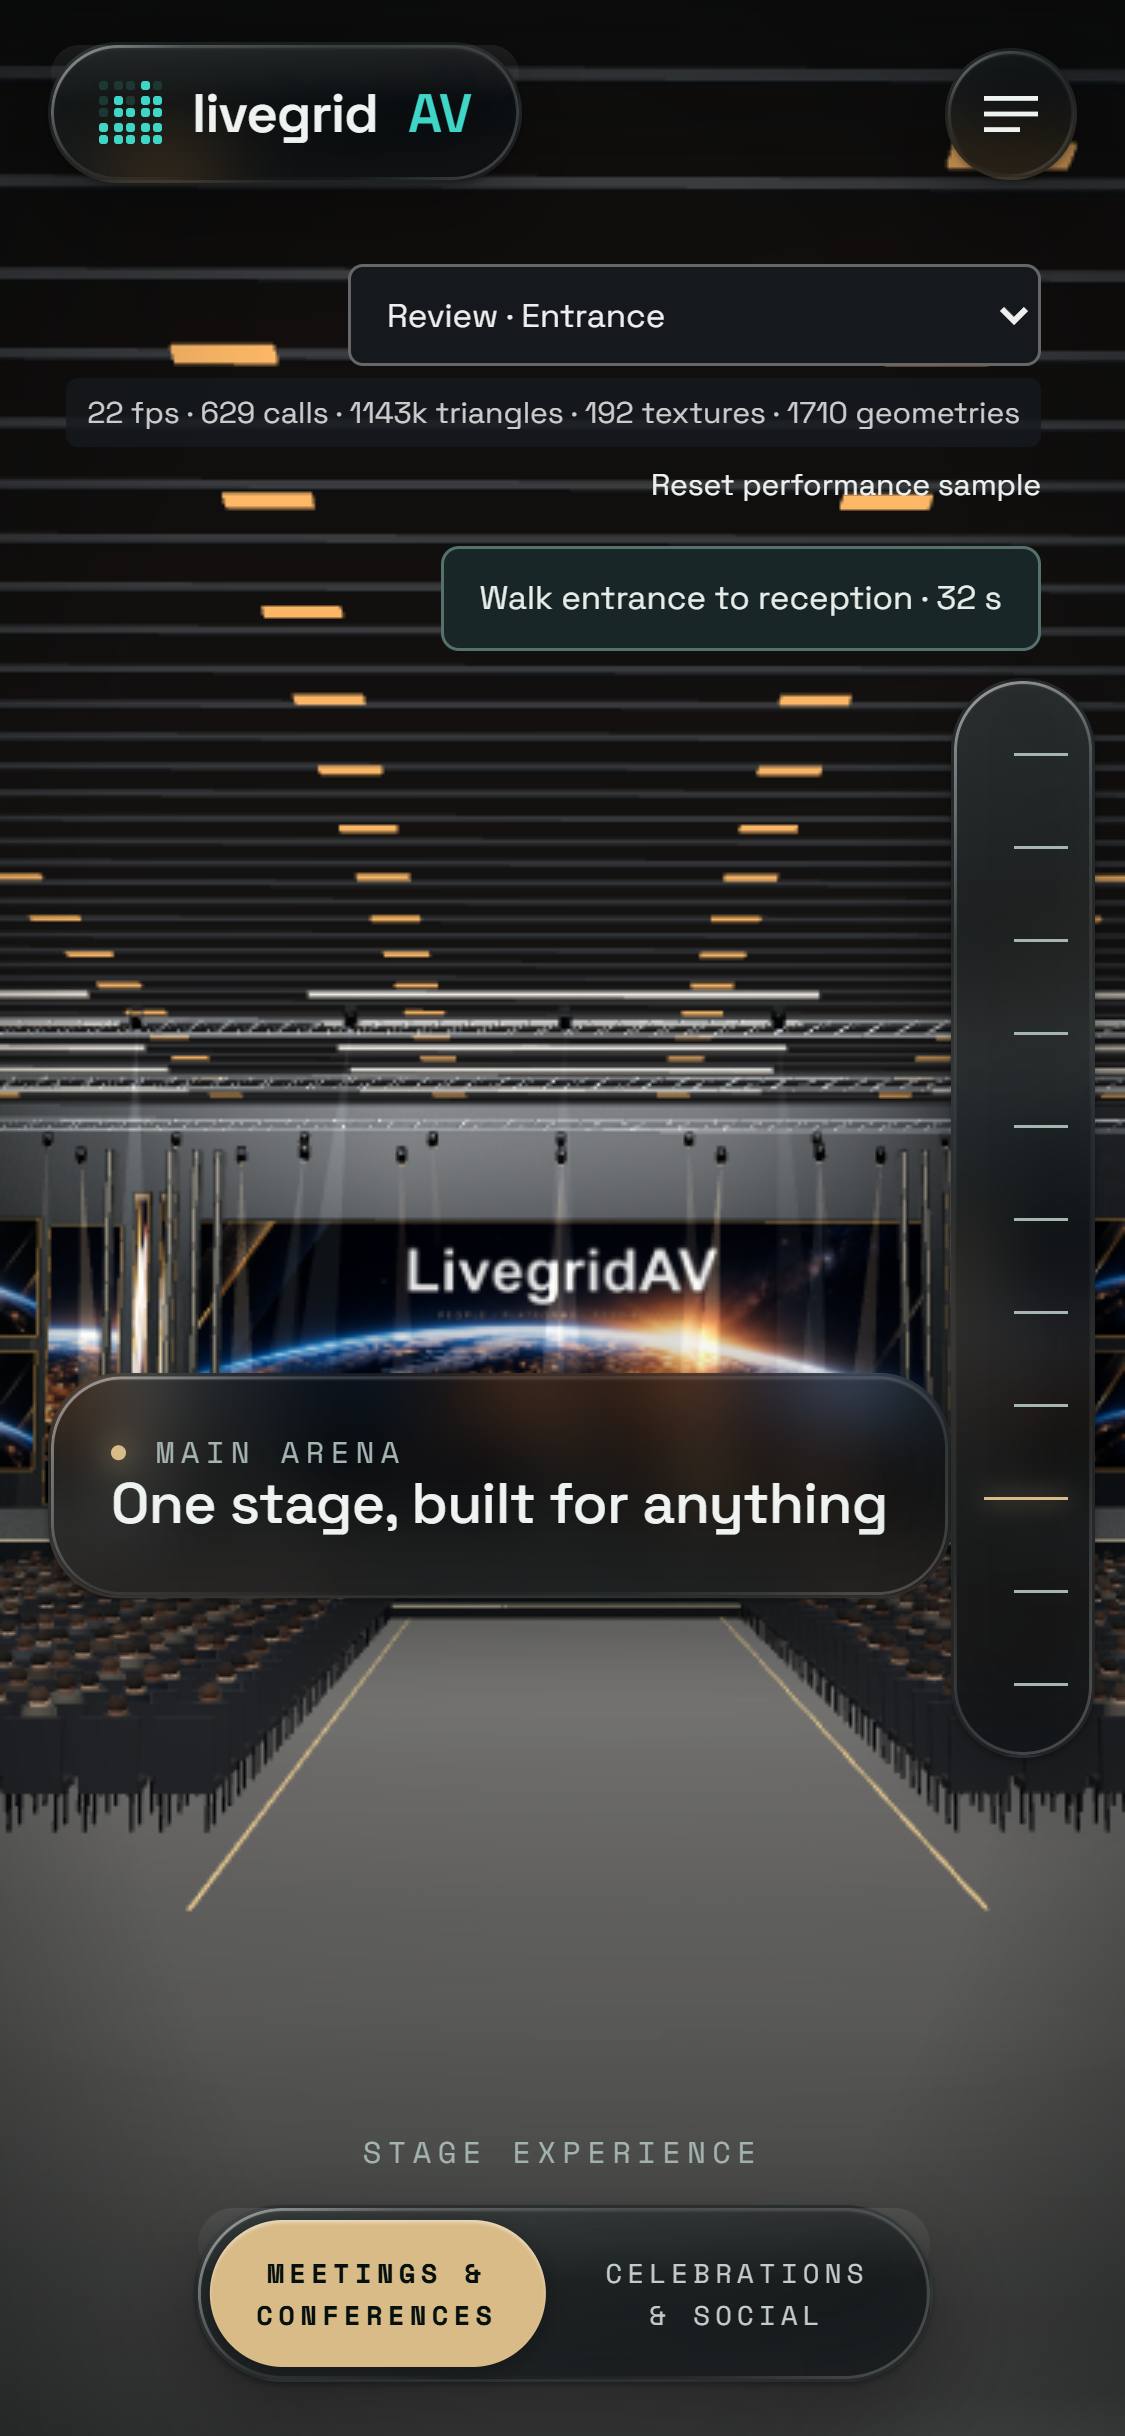 livegrid AV
Review · Entrance
22 fps · 629 calls · 1143k triangles · 192 textures · 1710 geometries
Reset performance sample
Walk entrance to reception · 32 s
LivegridAV
MAIN ARENA
One stage, built for anything
STAGE EXPERIENCE
MEETINGS &
CONFERENCES
CELEBRATIONS
& SOCIAL